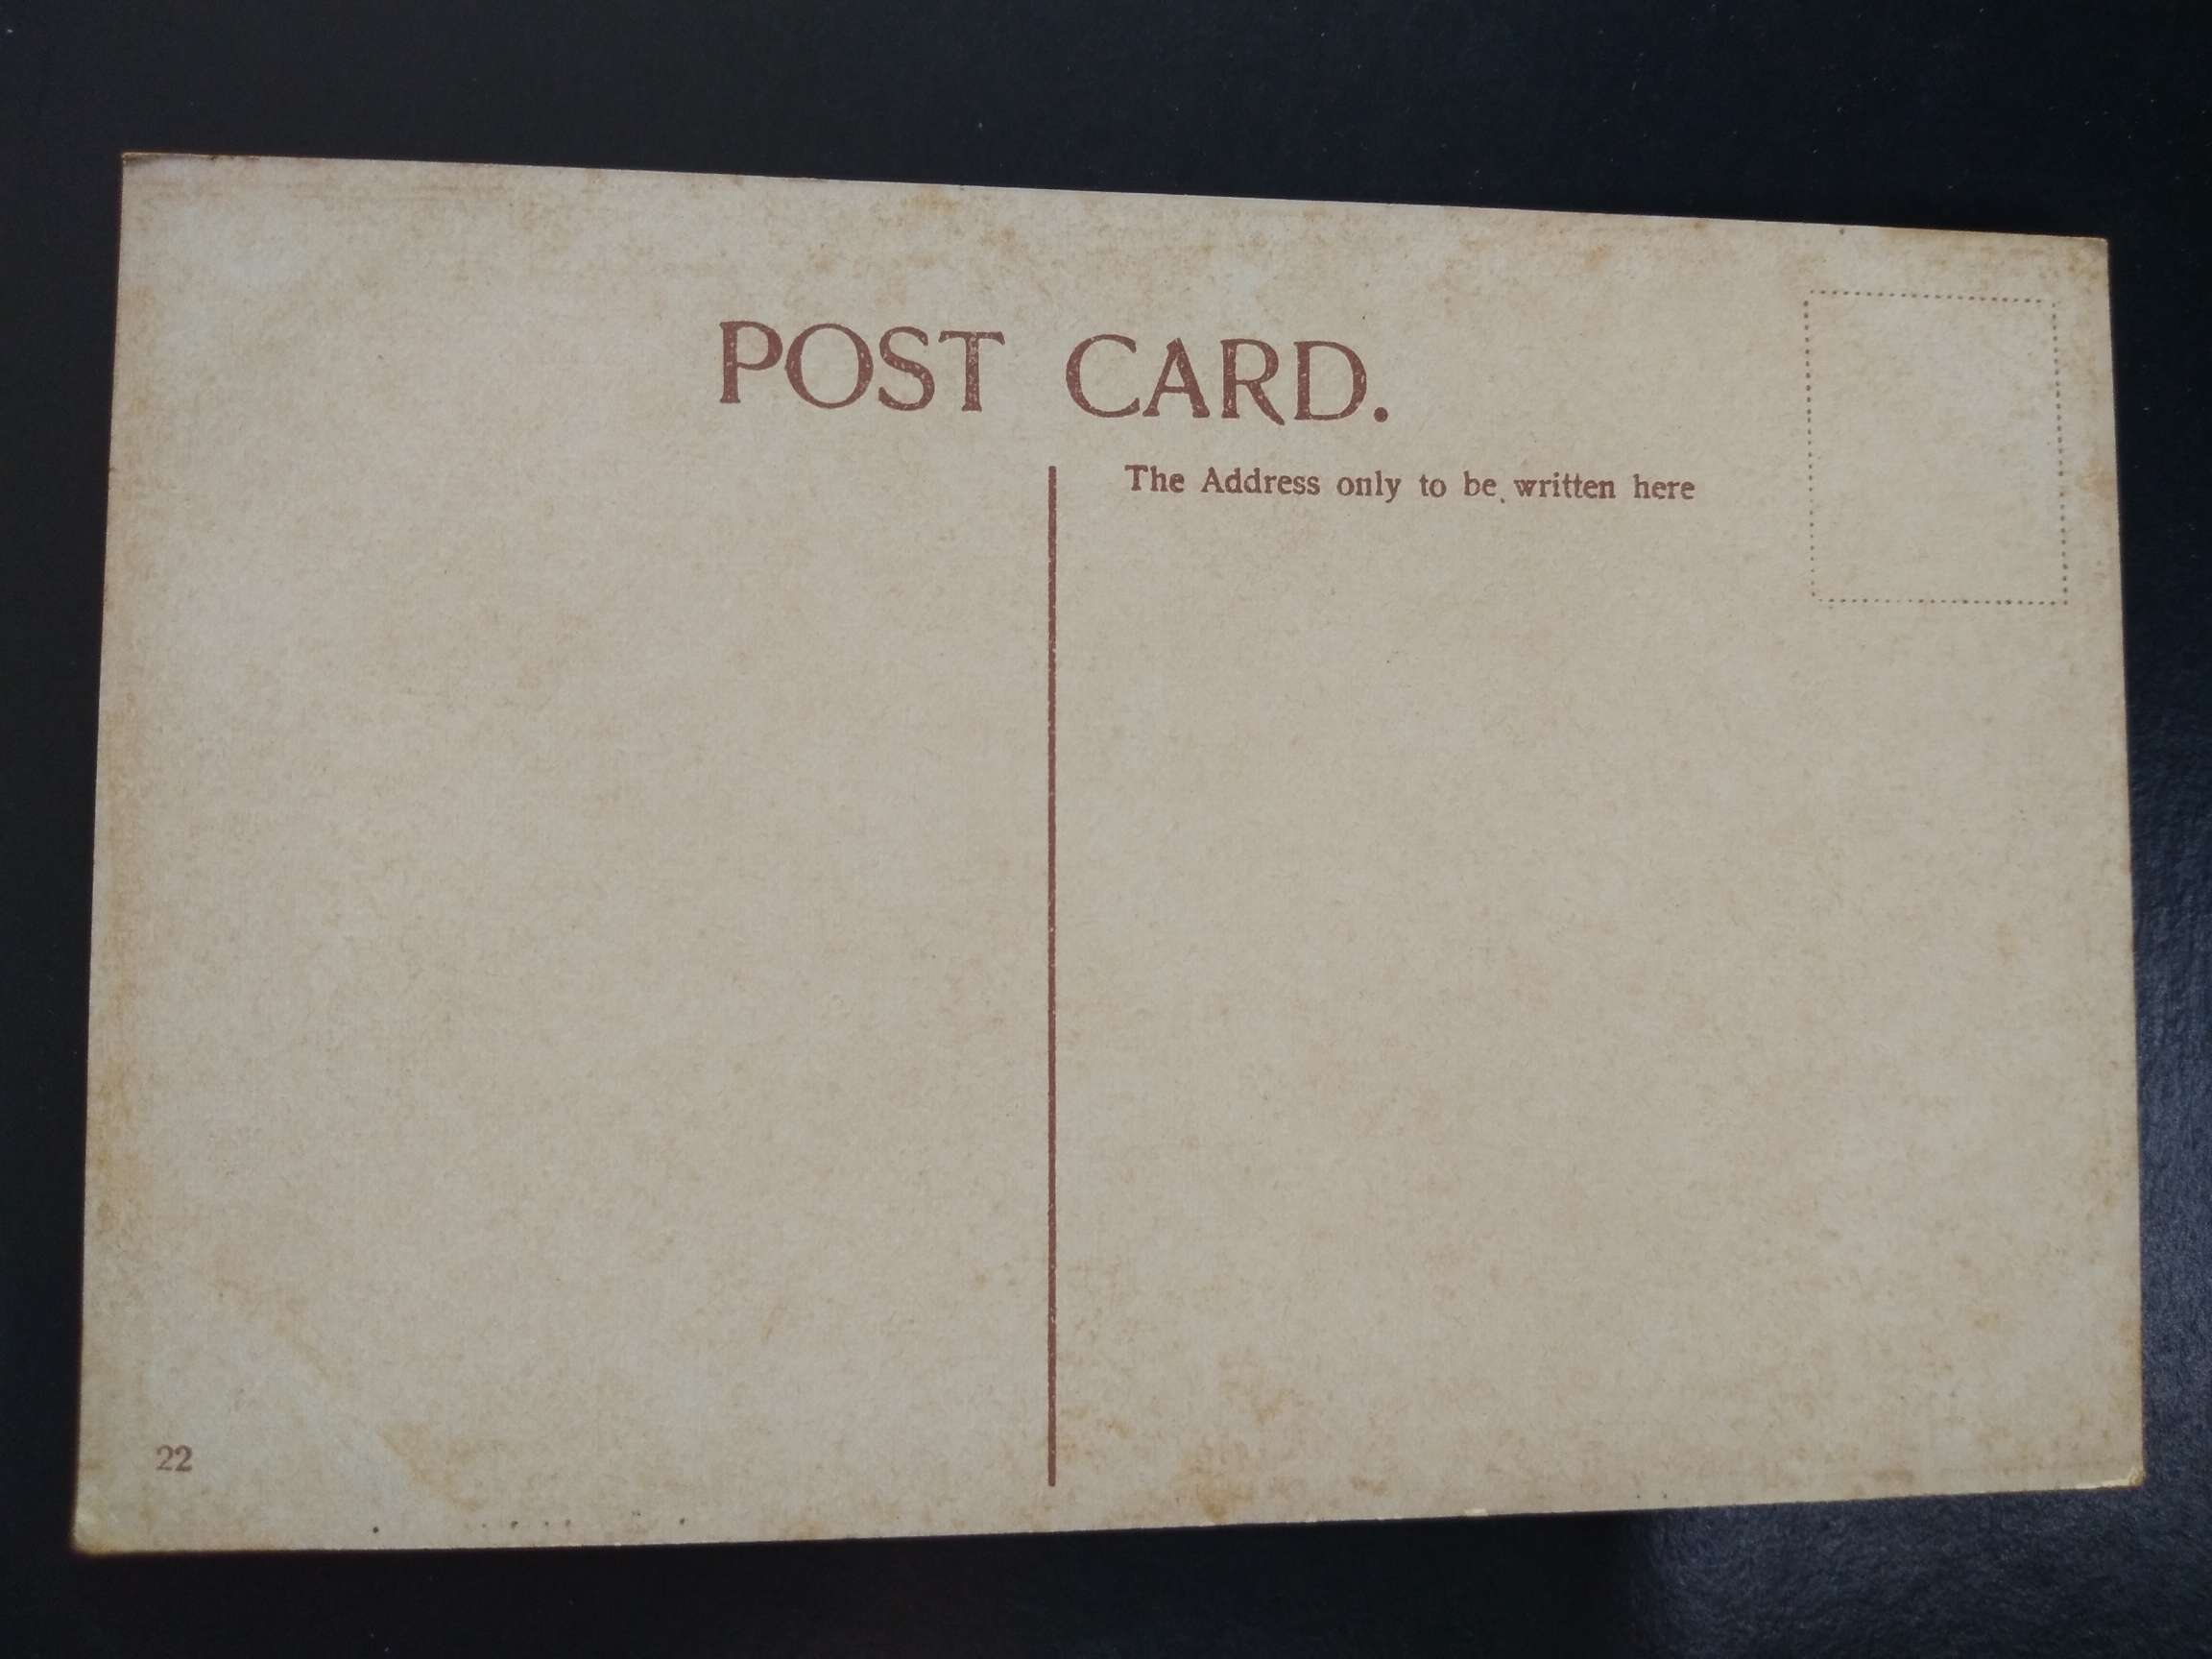 POST CARD.
The Address only to be written here
22